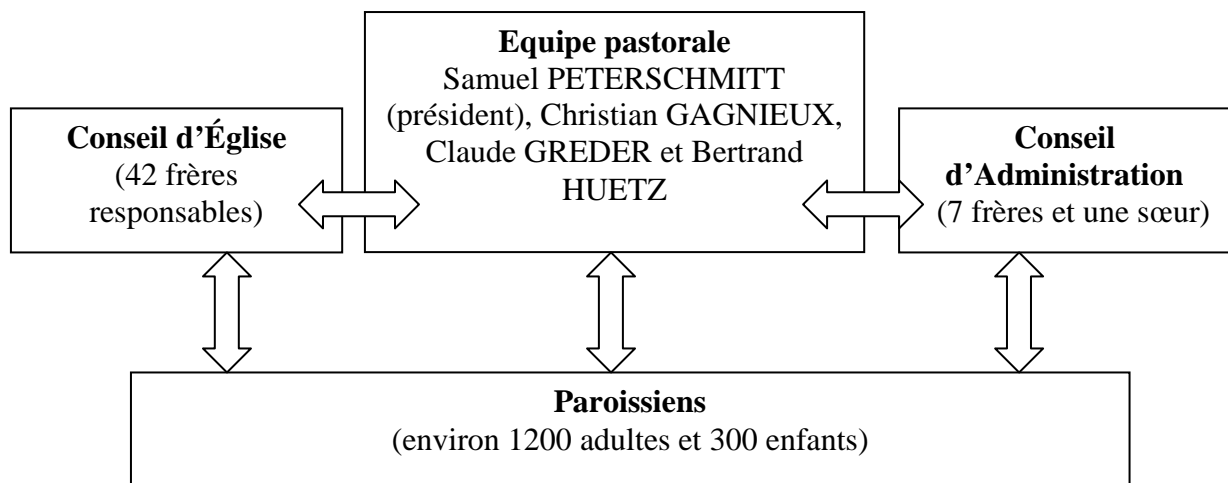 Equipe pastorale
Samuel PETERSCHMITT
(président), Christian GAGNIEUX,
Claude GREDER et Bertrand
HUETZ
Conseil d’Église
(42 frères
responsables)
Conseil
d’Administration
(7 frères et une sœur)
Paroissiens
(environ 1200 adultes et 300 enfants)